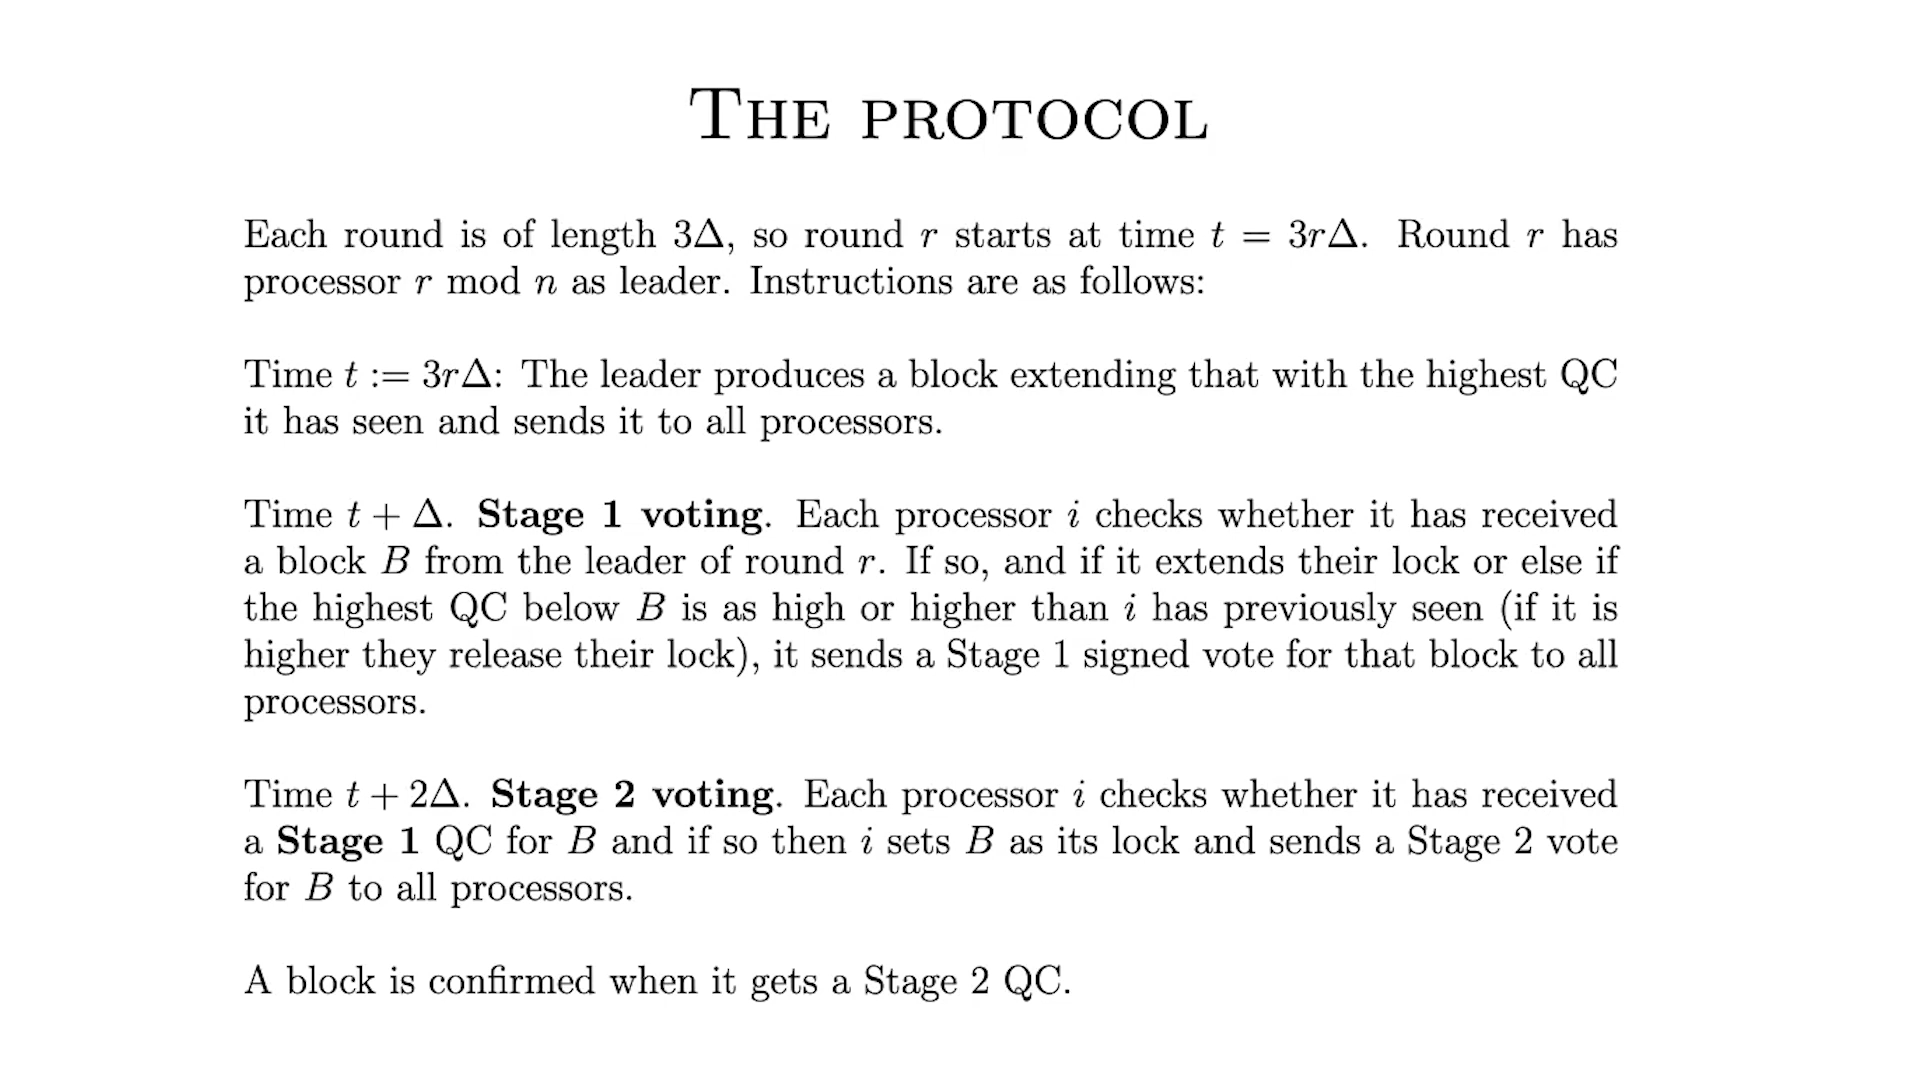 THE PROTOCOL
Each round is of length 3Δ, so round r starts at time t = 3rΔ. Round r has
processor r mod n as leader. Instructions are as follows:
Time t := 3rΔ: The leader produces a block extending that with the highest QC
it has seen and sends it to all processors.
Time t + Δ. Stage 1 voting. Each processor i checks whether it has received
a block B from the leader of round r. If so, and if it extends their lock or else if
the highest QC below B is as high or higher than i has previously seen (if it is
higher they release their lock), it sends a Stage 1 signed vote for that block to all
processors.
Time t + 2Δ. Stage 2 voting. Each processor i checks whether it has received
a Stage 1 QC for B and if so then i sets B as its lock and sends a Stage 2 vote
for B to all processors.
A block is confirmed when it gets a Stage 2 QC.